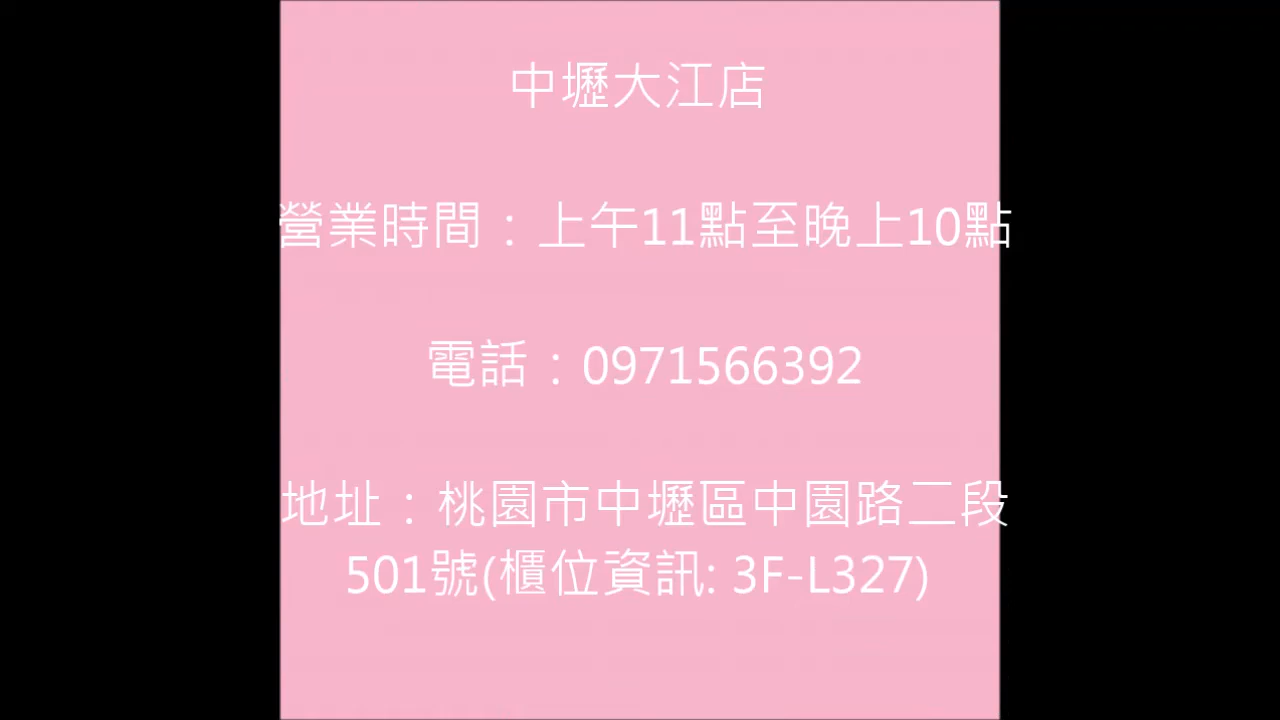 中壢大江店
營業時間：上午11點至晚上10點
電話：0971566392
地址：桃園市中壢區中園路二段
501號(櫃位資訊: 3F-L327)